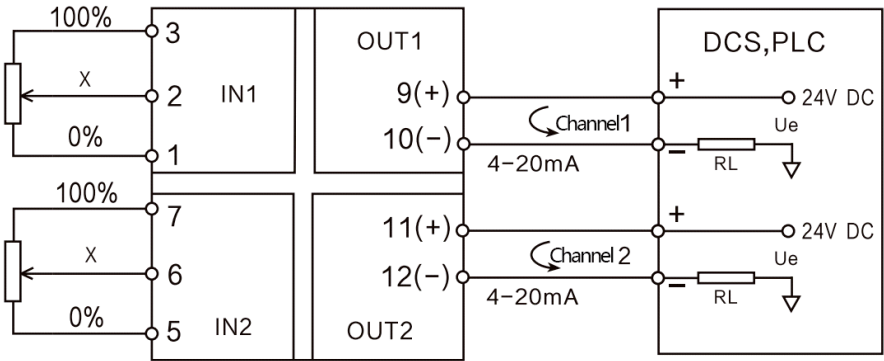 100%
3
X
2
0%
1
IN1
OUT1
9(+)
10(−)
Channel1
4−20mA
DCS,PLC
+
24V DC
Ue
−
RL
100%
7
X
6
0%
5
IN2
11(+)
12(−)
OUT2
Channel 2
4−20mA
+
24V DC
Ue
−
RL